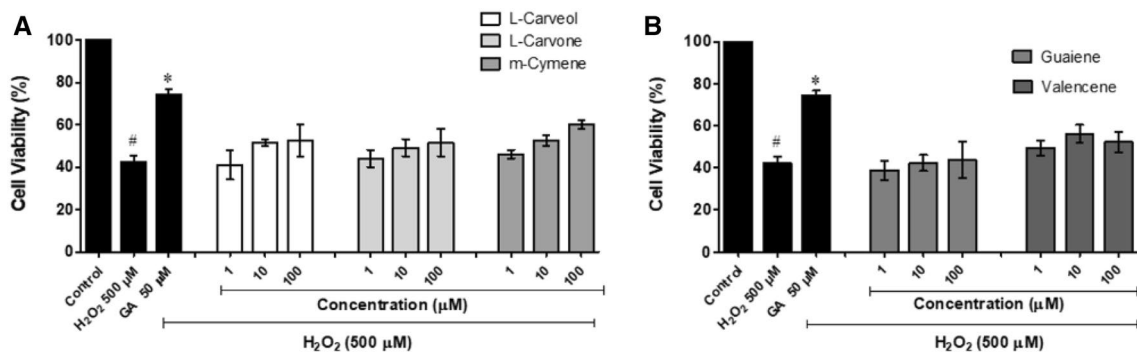 A
L-Carveol
L-Carvone
m-Cymene
Cell Viability (%)
100
80
60
40
20
0
*
#
Control
H₂O₂ 500 µM
GA 50 µM
1
10
100
1
10
100
1
10
100
Concentration (µM)
H₂O₂ (500 µM)
B
Guaiene
Valencene
Cell Viability (%)
100
80
60
40
20
0
*
#
Control
H₂O₂ 500 µM
GA 50 µM
1
10
100
1
10
100
Concentration (µM)
H₂O₂ (500 µM)